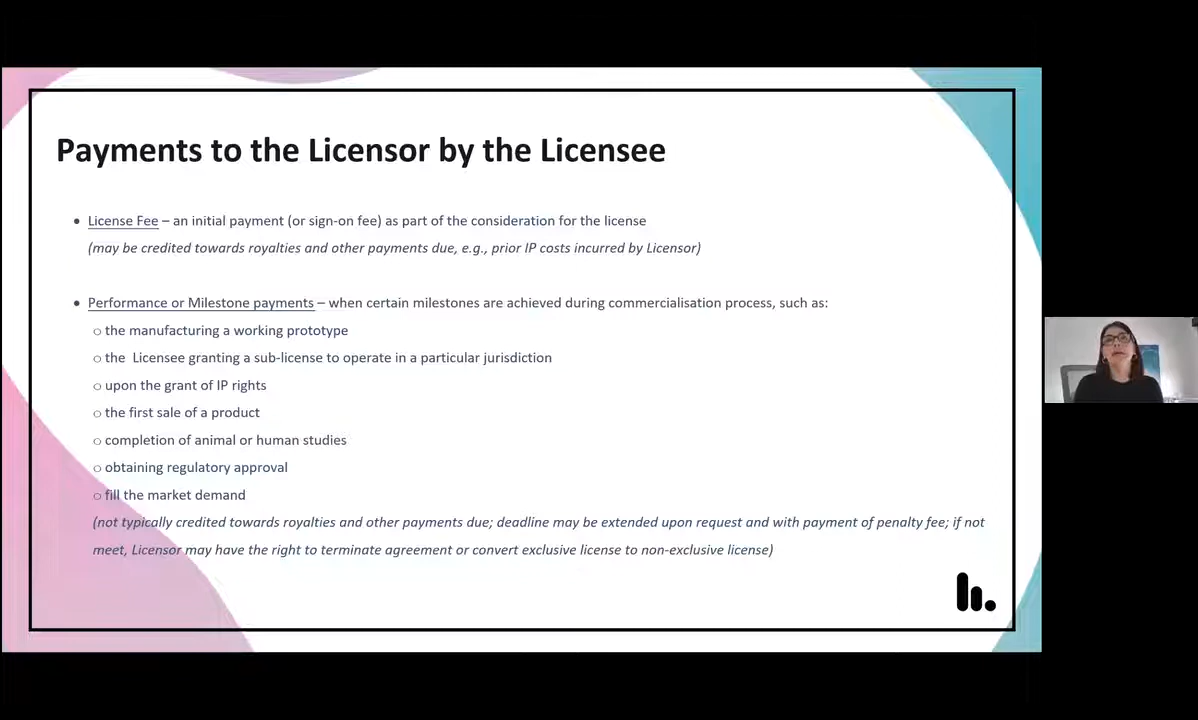 Payments to the Licensor by the Licensee
• License Fee – an initial payment (or sign-on fee) as part of the consideration for the license
(may be credited towards royalties and other payments due, e.g., prior IP costs incurred by Licensor)
• Performance or Milestone payments – when certain milestones are achieved during commercialisation process, such as:
○ the manufacturing a working prototype
○ the  Licensee granting a sub-license to operate in a particular jurisdiction
○ upon the grant of IP rights
○ the first sale of a product
○ completion of animal or human studies
○ obtaining regulatory approval
○ fill the market demand
(not typically credited towards royalties and other payments due; deadline may be extended upon request and with payment of penalty fee; if not
meet, Licensor may have the right to terminate agreement or convert exclusive license to non-exclusive license)